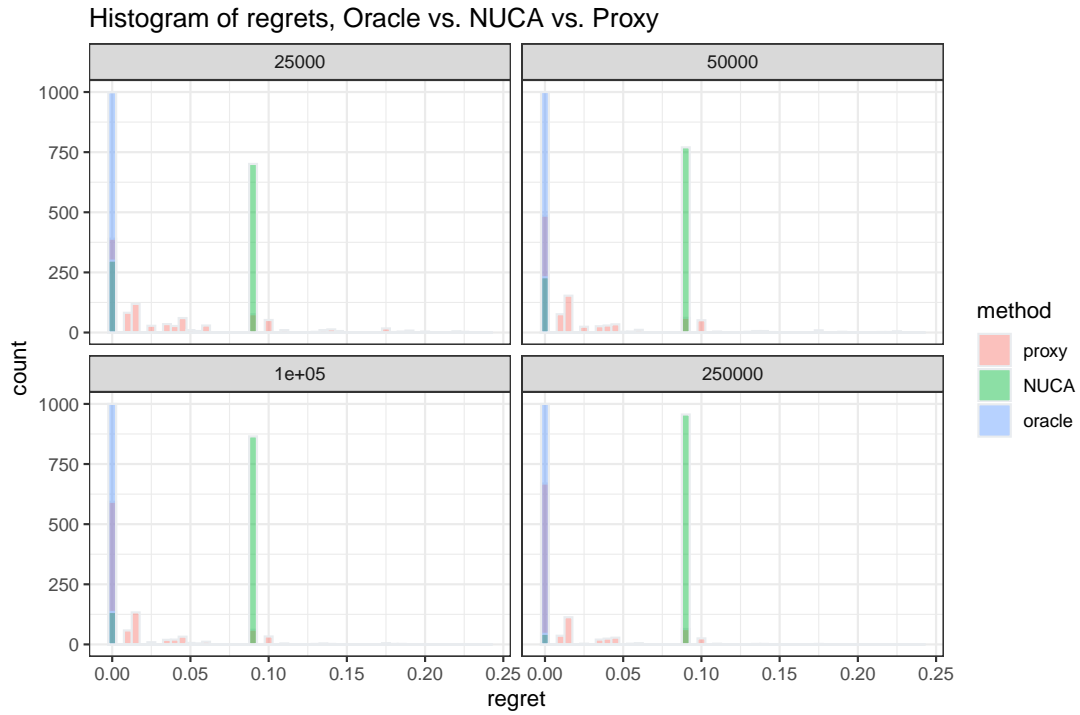 Histogram of regrets, Oracle vs. NUCA vs. Proxy
25000
50000
1000
750
500
250
0
1e+05
250000
1000
750
500
250
0
0.00 0.05 0.10 0.15 0.20 0.25
0.00 0.05 0.10 0.15 0.20 0.25
regret
count
method
proxy
NUCA
oracle